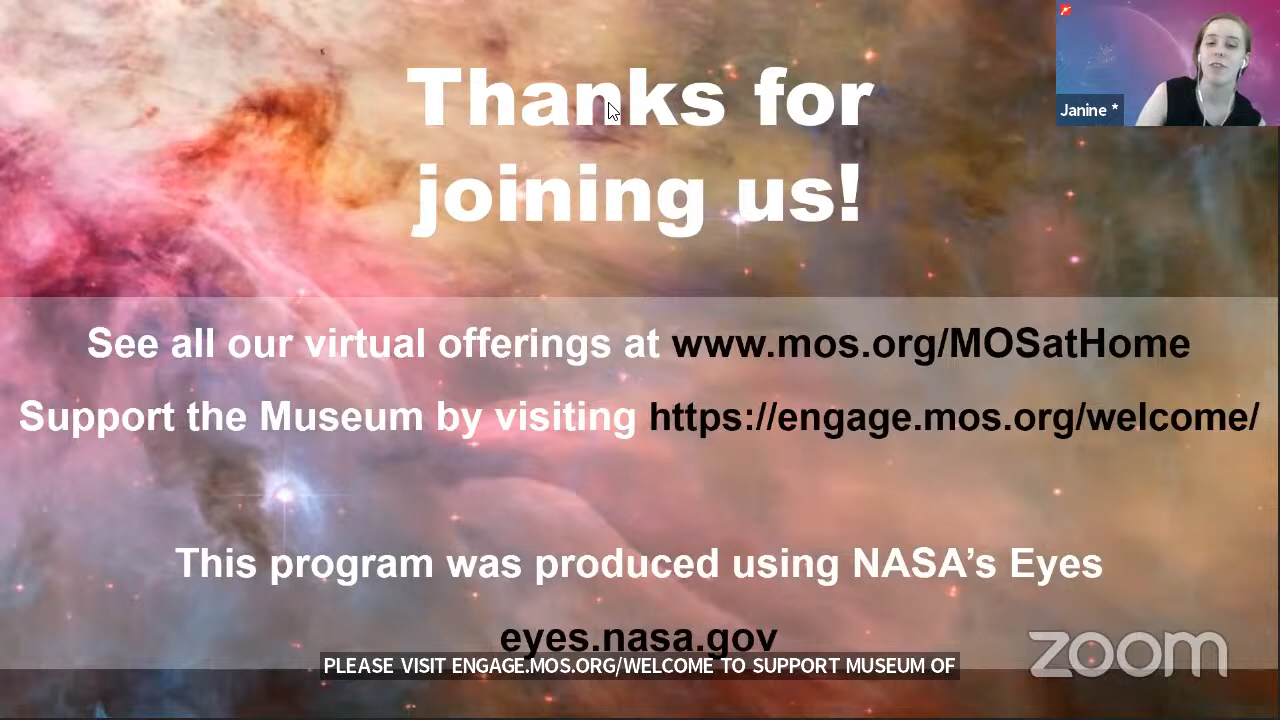 Thanks for
joining us!
Janine *
See all our virtual offerings at www.mos.org/MOSatHome
Support the Museum by visiting https://engage.mos.org/welcome/
This program was produced using NASA’s Eyes
eyes.nasa.gov
PLEASE VISIT ENGAGE.MOS.ORG/WELCOME TO SUPPORT MUSEUM OF
zoom